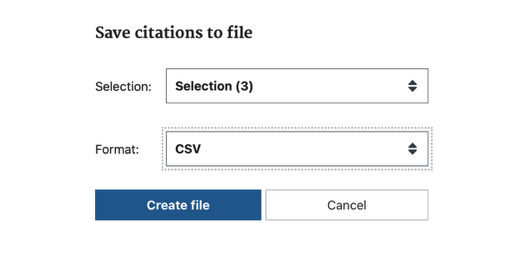 Save citations to file
Selection: Selection (3)
Format: CSV
Create file Cancel